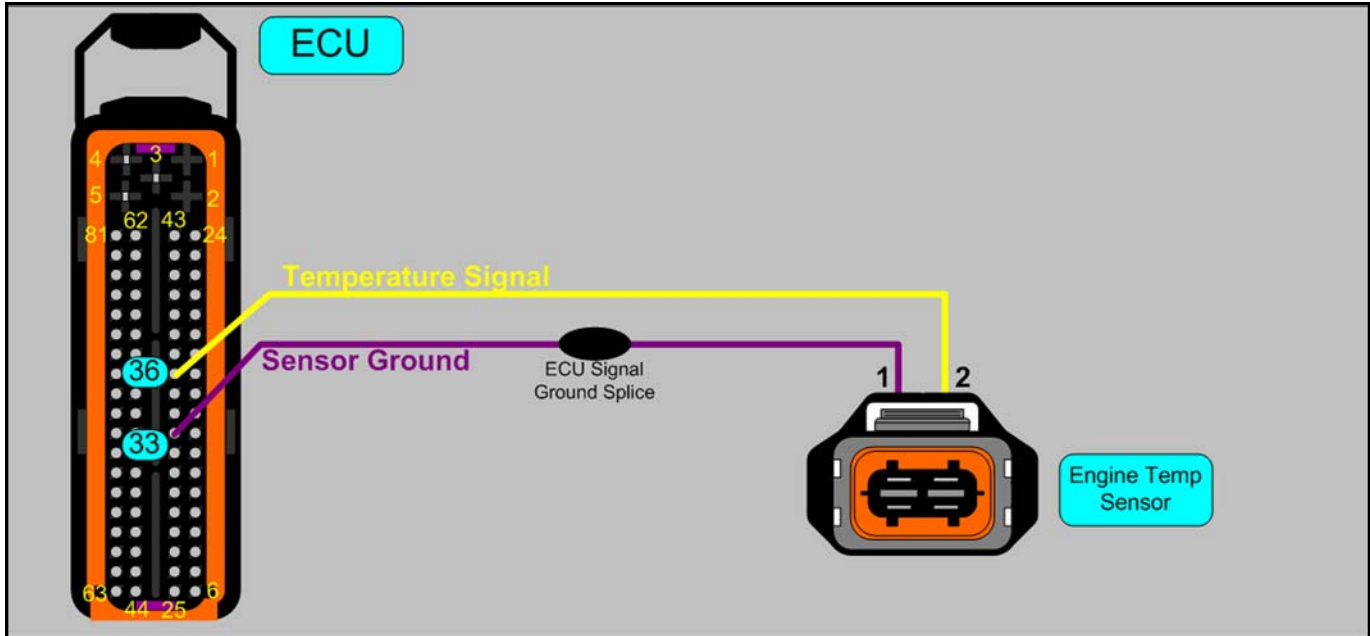 ECU
4
3
1
5
2
62
43
81
24
Temperature Signal
36
Sensor Ground
ECU Signal
Ground Splice
1
2
33
Engine Temp
Sensor
63
44
25
6